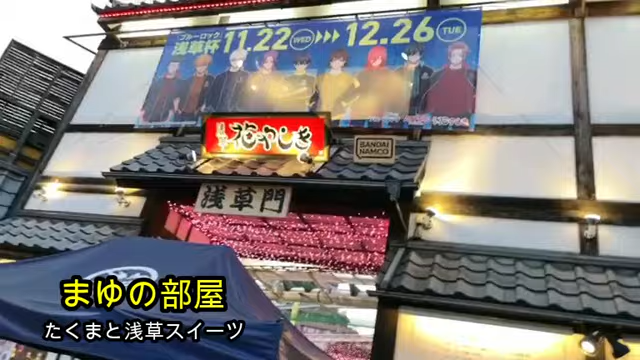 ブルーロック
浅草杯 11.22 WED ▶▶▶ 12.26 TUE
浅草 花やしき
BANDAI
NAMCO
浅草門
まゆの部屋
たくまと浅草スイーツ